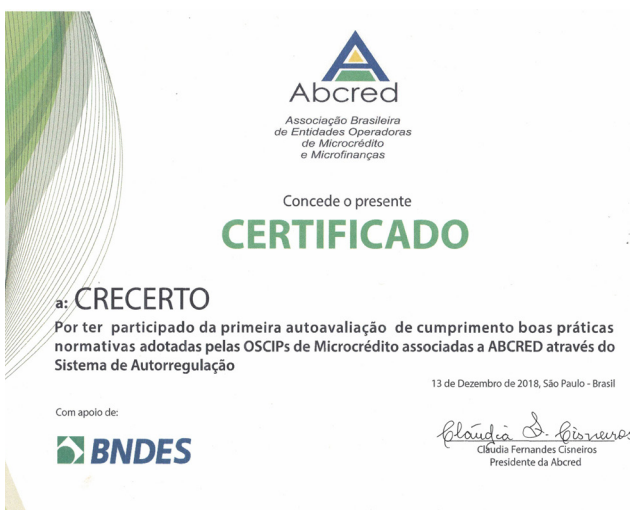 Abcred
Associação Brasileira
de Entidades Operadoras
de Microcrédito
e Microfinanças
Concede o presente
CERTIFICADO
a: CRECERTO
Por ter participado da primeira autoavaliação de cumprimento boas práticas
normativas adotadas pelas OSCIPs de Microcrédito associadas a ABCRED através do
Sistema de Autorregulação
13 de Dezembro de 2018, São Paulo - Brasil
Com apoio de:
BNDES
Cláudia F. Cisneiros
Cláudia Fernandes Cisneiros
Presidente da Abcred